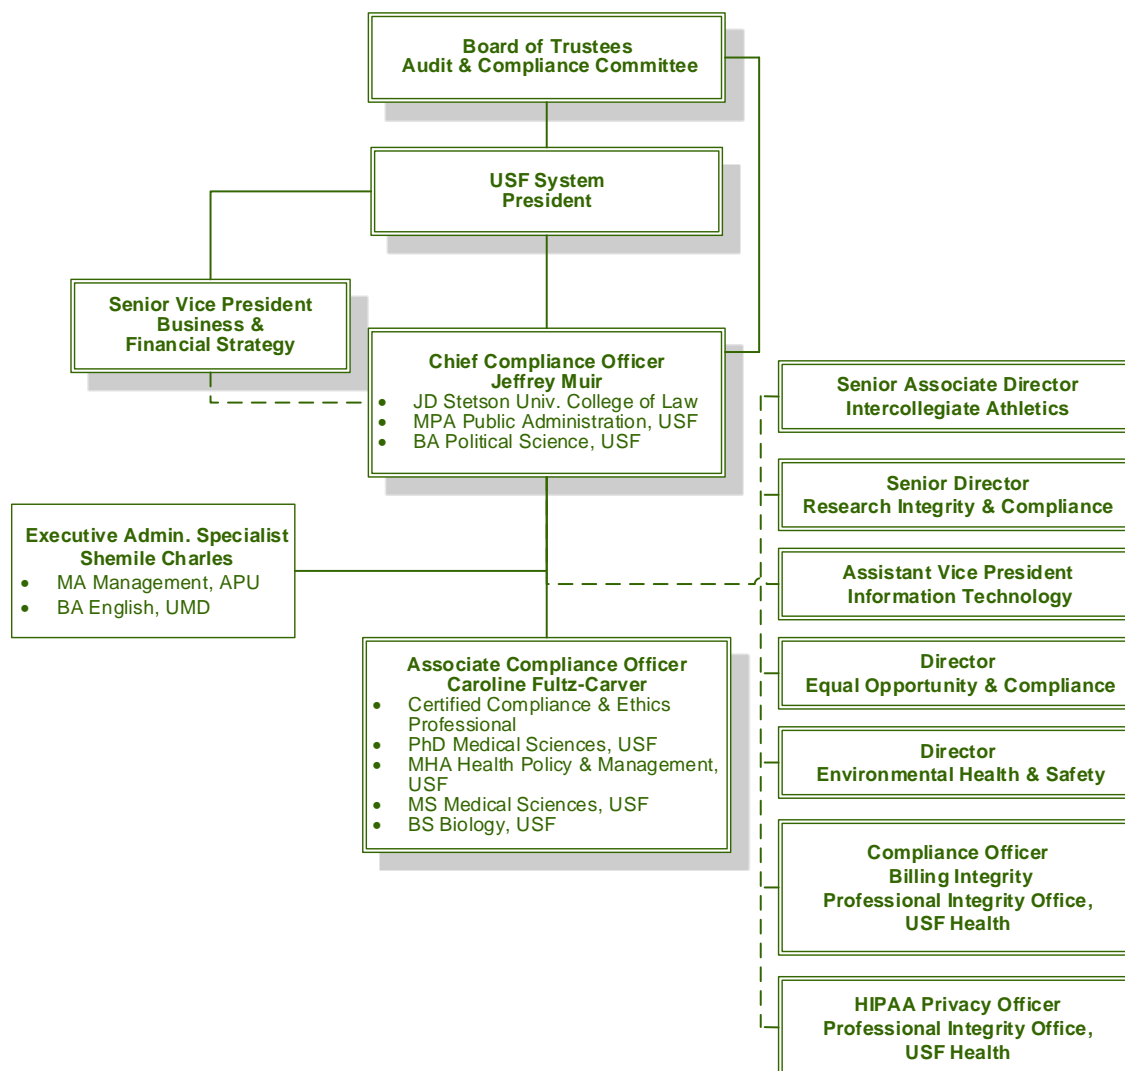 Board of Trustees
Audit & Compliance Committee
USF System
President
Senior Vice President
Business &
Financial Strategy
Chief Compliance Officer
Jeffrey Muir
• JD Stetson Univ. College of Law
• MPA Public Administration, USF
• BA Political Science, USF
Executive Admin. Specialist
Shemile Charles
• MA Management, APU
• BA English, UMD
Associate Compliance Officer
Caroline Fultz-Carver
• Certified Compliance & Ethics
Professional
• PhD Medical Sciences, USF
• MHA Health Policy & Management,
USF
• MS Medical Sciences, USF
• BS Biology, USF
Senior Associate Director
Intercollegiate Athletics
Senior Director
Research Integrity & Compliance
Assistant Vice President
Information Technology
Director
Equal Opportunity & Compliance
Director
Environmental Health & Safety
Compliance Officer
Billing Integrity
Professional Integrity Office,
USF Health
HIPAA Privacy Officer
Professional Integrity Office,
USF Health